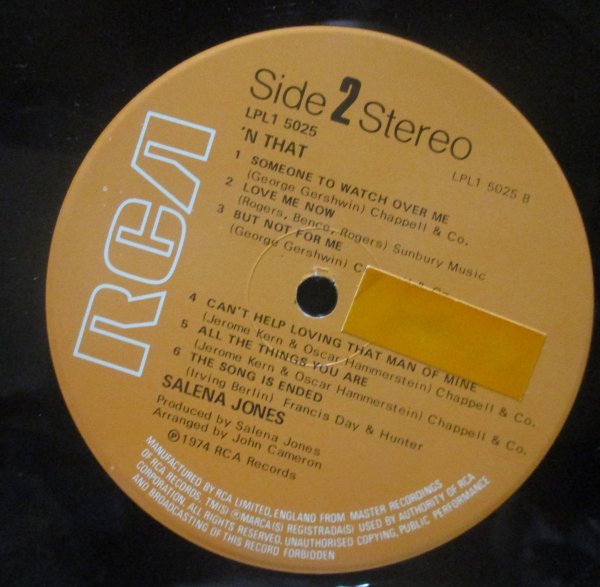 RCA
Side 2 Stereo
LPL1 5025
LPL1 5025 B
'N THAT
1 SOMEONE TO WATCH OVER ME
(George Gershwin) Chappell & Co.
2 LOVE ME NOW
(Rogers, Bence, Rogers) Sunbury Music
3 BUT NOT FOR ME
(George Gershwin)
4 CAN'T HELP LOVING THAT MAN OF MINE
(Jerome Kern & Oscar Hammerstein) Chappell & Co.
5 ALL THE THINGS YOU ARE
(Jerome Kern & Oscar Hammerstein) Chappell & Co.
6 THE SONG IS ENDED
(Irving Berlin) Francis Day & Hunter
SALENA JONES
Produced by Salena Jones
Arranged by John Cameron
℗1974 RCA Records
MANUFACTURED BY RCA LIMITED, ENGLAND FROM MASTER RECORDINGS
OF RCA RECORDS, TM(S) ® MARCA(S) REGISTRADA(S) USED BY AUTHORITY OF RCA
CORPORATION. ALL RIGHTS RESERVED. UNAUTHORISED COPYING, PUBLIC PERFORMANCE
AND BROADCASTING OF THIS RECORD FORBIDDEN